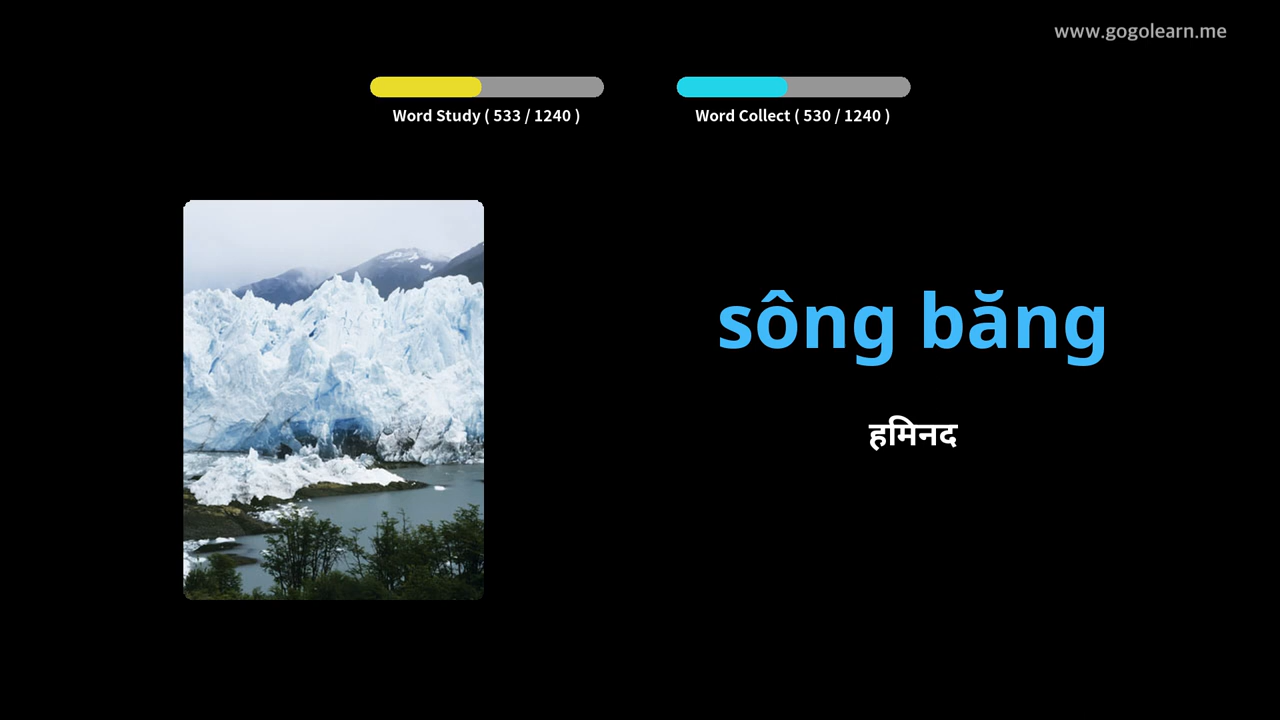 www.gogolearn.me
Word Study ( 533 / 1240 )
Word Collect ( 530 / 1240 )
sông băng
हिमनद